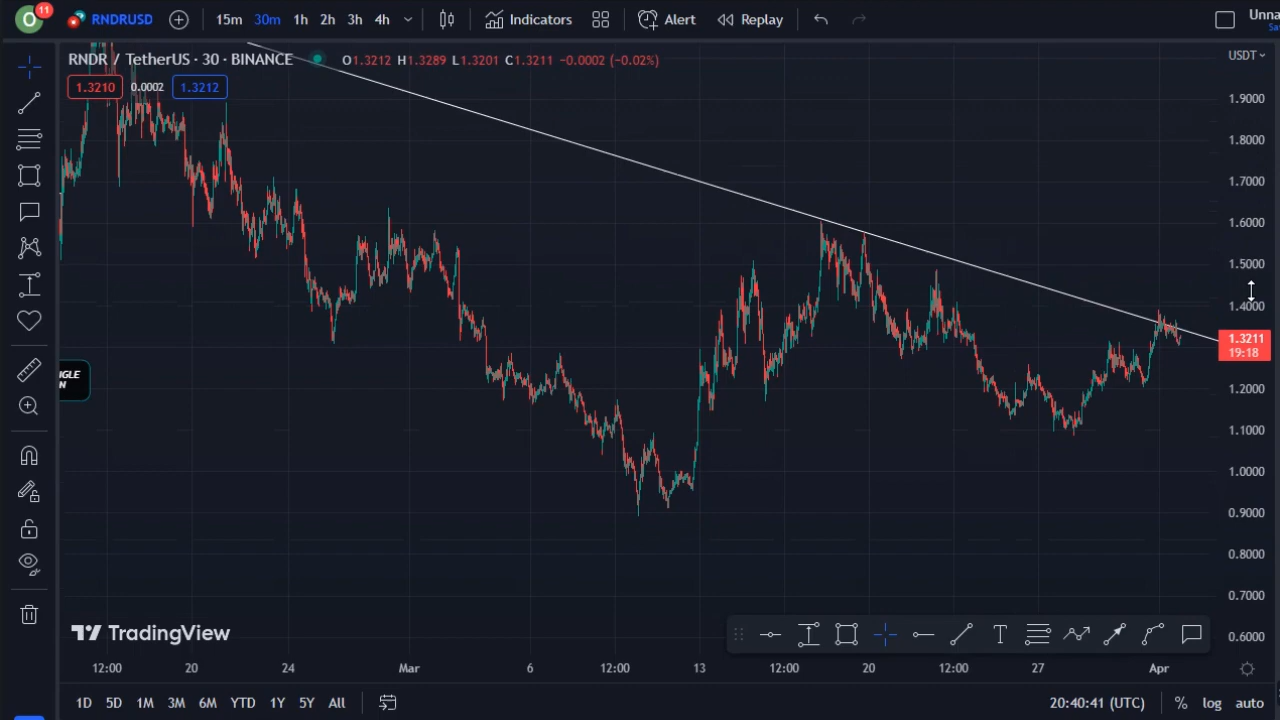 O 11 RNDRUSD 15m 30m 1h 2h 3h 4h Indicators Alert Replay Unna
RNDR / TetherUS · 30 · BINANCE O1.3212 H1.3289 L1.3201 C1.3211 −0.0002 (−0.02%) USDT
1.3210 0.0002 1.3212
1.9000
1.8000
1.7000
1.6000
1.5000
1.4000
1.3211
19:18
IGLE
N
1.2000
1.1000
1.0000
0.9000
0.8000
0.7000
0.6000
TradingView
12:00 20 24 Mar 6 12:00 13 12:00 20 12:00 27 Apr
1D 5D 1M 3M 6M YTD 1Y 5Y All 20:40:41 (UTC) % log auto